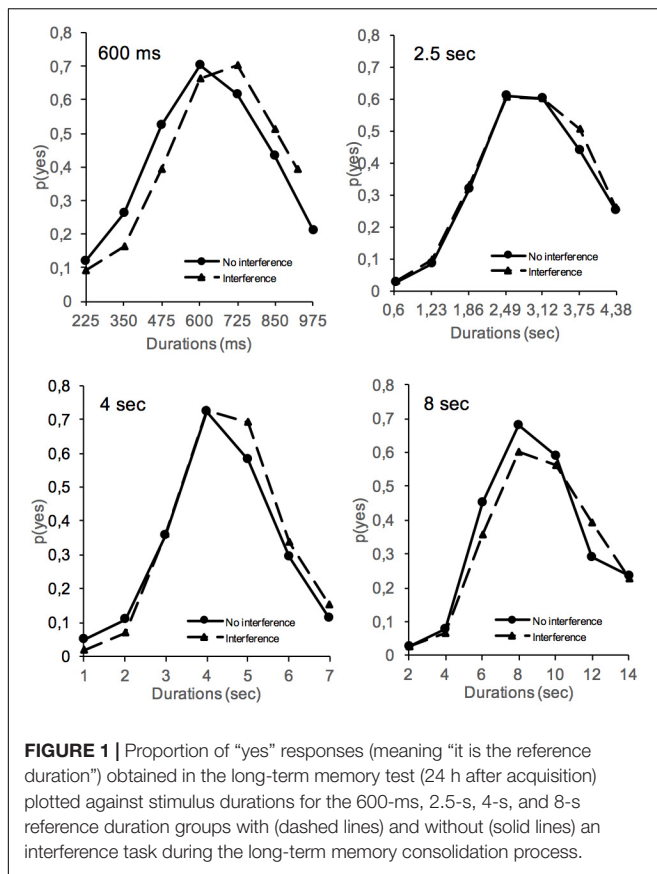 600 ms
p(yes)
0,8
0,7
0,6
0,5
0,4
0,3
0,2
0,1
0
No interference
Interference
225 350 475 600 725 850 975
Durations (ms)
2.5 sec
p(yes)
0,8
0,7
0,6
0,5
0,4
0,3
0,2
0,1
0
No interference
Interference
0,6 1,23 1,86 2,49 3,12 3,75 4,38
Durations (sec)
4 sec
p(yes)
0,8
0,7
0,6
0,5
0,4
0,3
0,2
0,1
0
No interference
Interference
1 2 3 4 5 6 7
Durations (sec)
8 sec
p(yes)
0,8
0,7
0,6
0,5
0,4
0,3
0,2
0,1
0
No interference
Interference
2 4 6 8 10 12 14
Durations (sec)
FIGURE 1 | Proportion of “yes” responses (meaning “it is the reference
duration”) obtained in the long-term memory test (24 h after acquisition)
plotted against stimulus durations for the 600-ms, 2.5-s, 4-s, and 8-s
reference duration groups with (dashed lines) and without (solid lines) an
interference task during the long-term memory consolidation process.